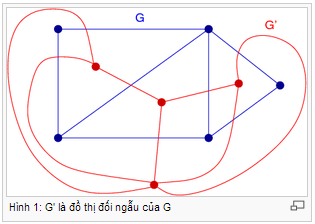 G
G'
Hình 1: G' là đồ thị đối ngẫu của G